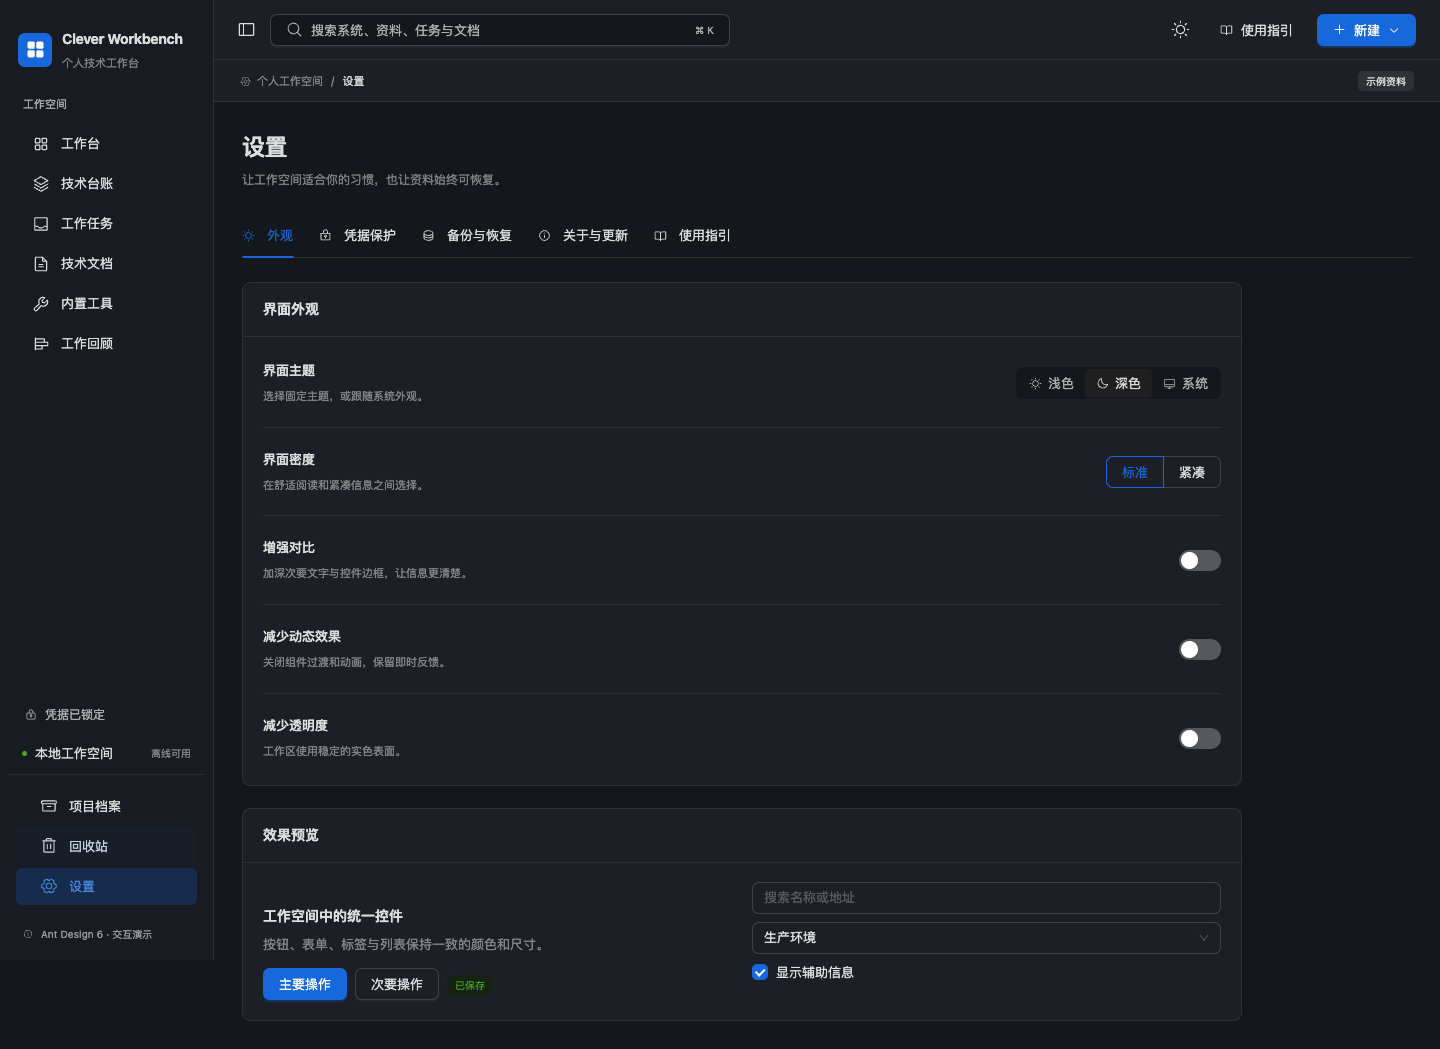 Clever Workbench
个人技术工作台
搜索系统、资料、任务与文档
⌘ K
使用指引
新建
个人工作空间 / 设置
示例资料
工作空间
工作台
技术台账
工作任务
技术文档
内置工具
工作回顾
凭据已锁定
本地工作空间
离线可用
项目档案
回收站
设置
Ant Design 6 · 交互演示
设置
让工作空间适合你的习惯，也让资料始终可恢复。
外观
凭据保护
备份与恢复
关于与更新
使用指引
界面外观
界面主题
选择固定主题，或跟随系统外观。
浅色
深色
系统
界面密度
在舒适阅读和紧凑信息之间选择。
标准
紧凑
增强对比
加深次要文字与控件边框，让信息更清楚。
减少动态效果
关闭组件过渡和动画，保留即时反馈。
减少透明度
工作区使用稳定的实色表面。
效果预览
工作空间中的统一控件
按钮、表单、标签与列表保持一致的颜色和尺寸。
主要操作
次要操作
已保存
搜索名称或地址
生产环境
显示辅助信息